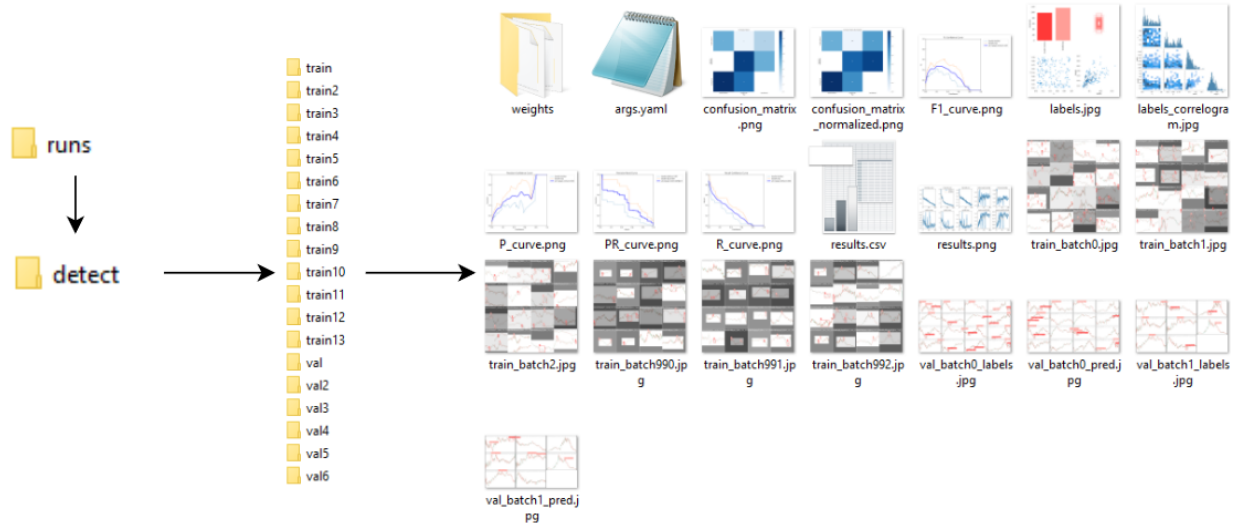 runs
detect
train
train2
train3
train4
train5
train6
train7
train8
train9
train10
train11
train12
train13
val
val2
val3
val4
val5
val6
weights
args.yaml
confusion_matrix
.png
confusion_matrix
_normalized.png
F1_curve.png
labels.jpg
labels_correlogra
m.jpg
P_curve.png
PR_curve.png
R_curve.png
results.csv
results.png
train_batch0.jpg
train_batch1.jpg
train_batch2.jpg
train_batch990.jp
g
train_batch991.jp
g
train_batch992.jp
g
val_batch0_labels
.jpg
val_batch0_pred.j
pg
val_batch1_labels
.jpg
val_batch1_pred.j
pg